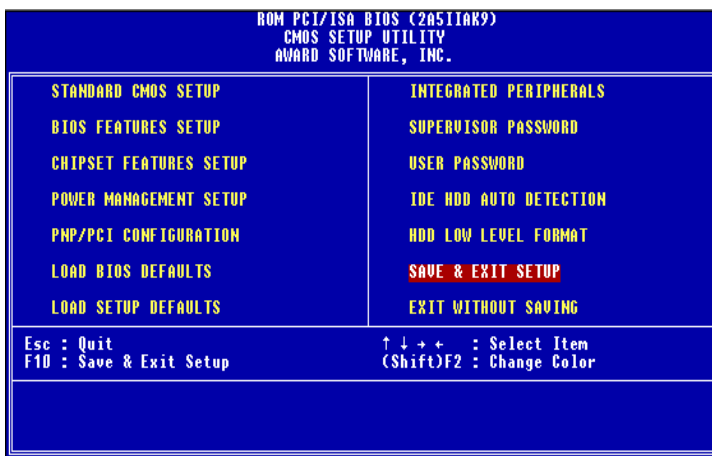 ROM PCI/ISA BIOS (2A5IIAK9)
CMOS SETUP UTILITY
AWARD SOFTWARE, INC.
STANDARD CMOS SETUP
BIOS FEATURES SETUP
CHIPSET FEATURES SETUP
POWER MANAGEMENT SETUP
PNP/PCI CONFIGURATION
LOAD BIOS DEFAULTS
LOAD SETUP DEFAULTS
INTEGRATED PERIPHERALS
SUPERVISOR PASSWORD
USER PASSWORD
IDE HDD AUTO DETECTION
HDD LOW LEVEL FORMAT
SAVE & EXIT SETUP
EXIT WITHOUT SAVING
Esc : Quit
F10 : Save & Exit Setup
↑ ↓ → ← : Select Item
(Shift)F2 : Change Color